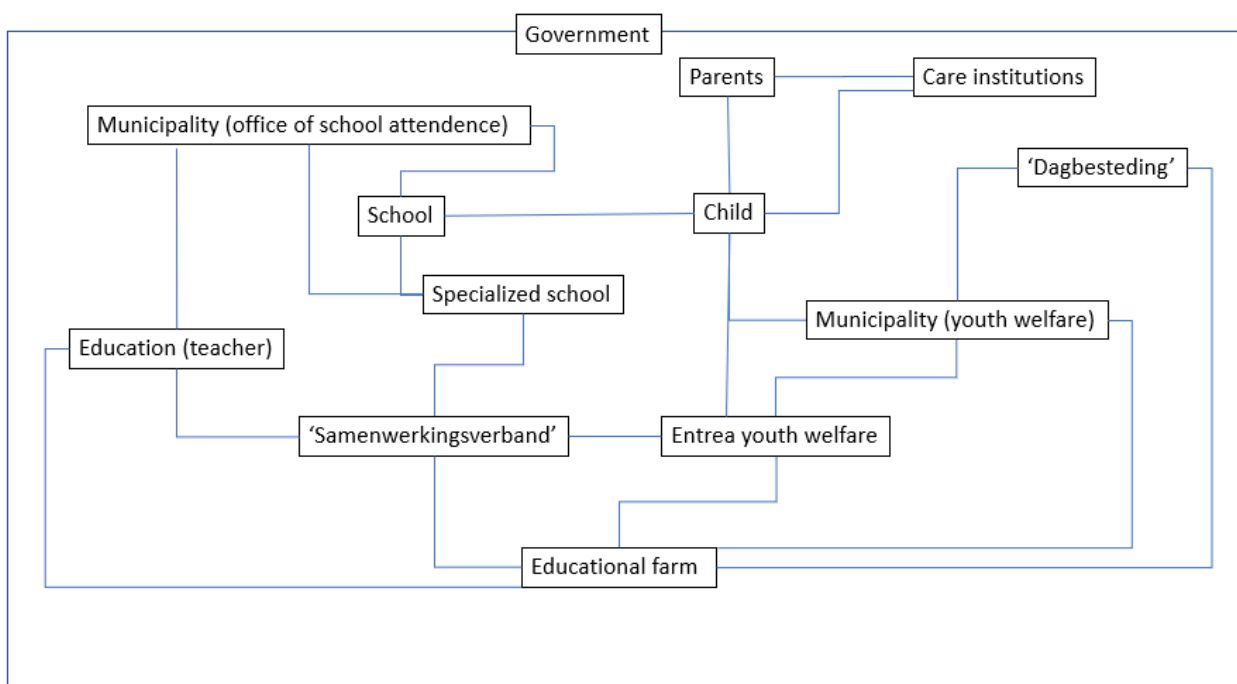 Government
Parents
Care institutions
Municipality (office of school attendence)
‘Dagbesteding’
School
Child
Specialized school
Municipality (youth welfare)
Education (teacher)
‘Samenwerkingsverband’
Entrea youth welfare
Educational farm